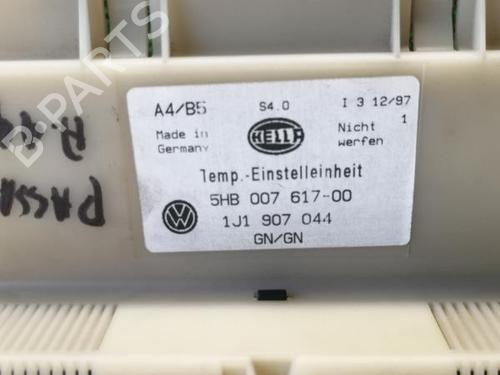 A4/B5 S4.0 I 3 12/97
Made in Germany HELLA Nicht 1 werfen
Temp.-Einstelleinheit
5HB 007 617-00
1J1 907 044
GN/GN
B-Parts